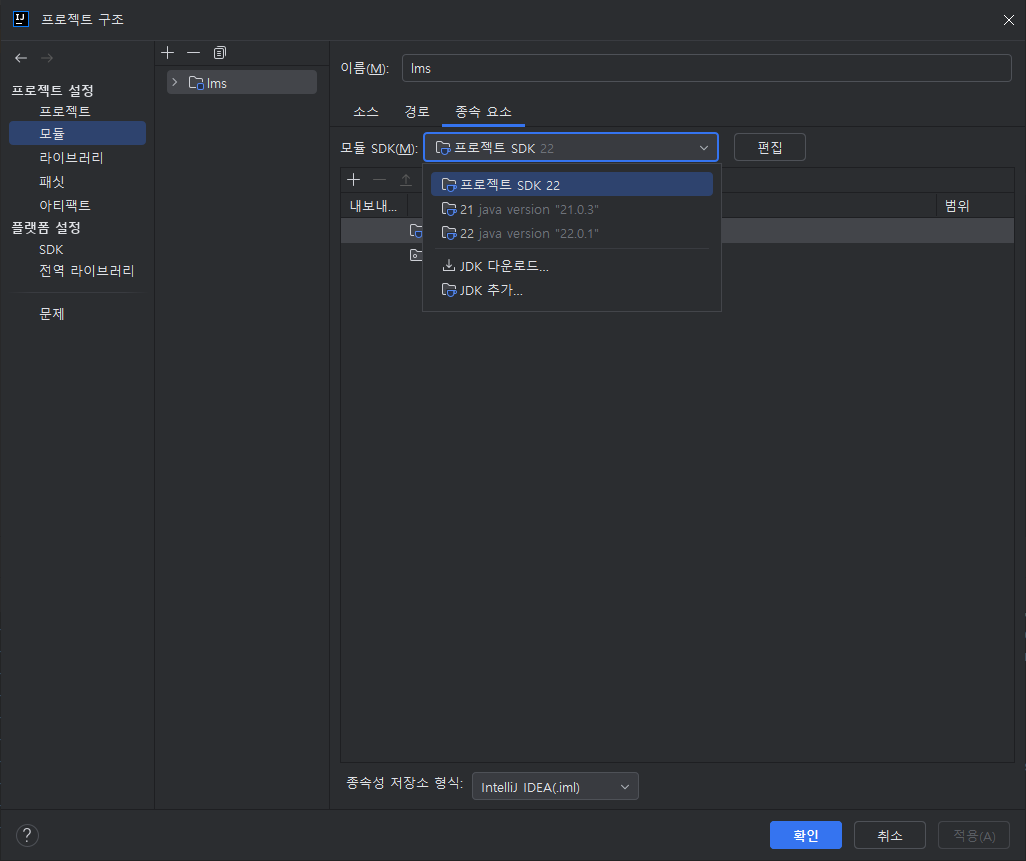 프로젝트 구조
프로젝트 설정
프로젝트
모듈
라이브러리
패싯
아티팩트
플랫폼 설정
SDK
전역 라이브러리
문제
lms
이름(M): lms
소스 경로 종속 요소
모듈 SDK(M): 프로젝트 SDK 22 편집
내보내... 범위
프로젝트 SDK 22
21 java version "21.0.3"
22 java version "22.0.1"
JDK 다운로드...
JDK 추가...
종속성 저장소 형식: IntelliJ IDEA(.iml)
? 확인 취소 적용(A)